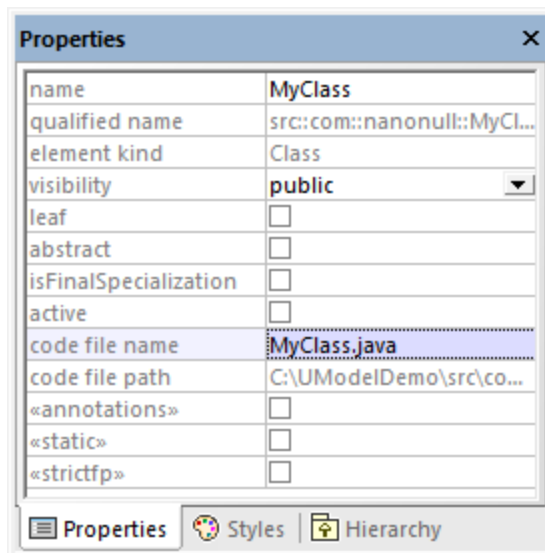 Properties
name MyClass
qualified name src::com::nanonull::MyCl...
element kind Class
visibility public
leaf
abstract
isFinalSpecialization
active
code file name MyClass.java
code file path C:\UModelDemo\src\co...
«annotations»
«static»
«strictfp»
Properties Styles Hierarchy